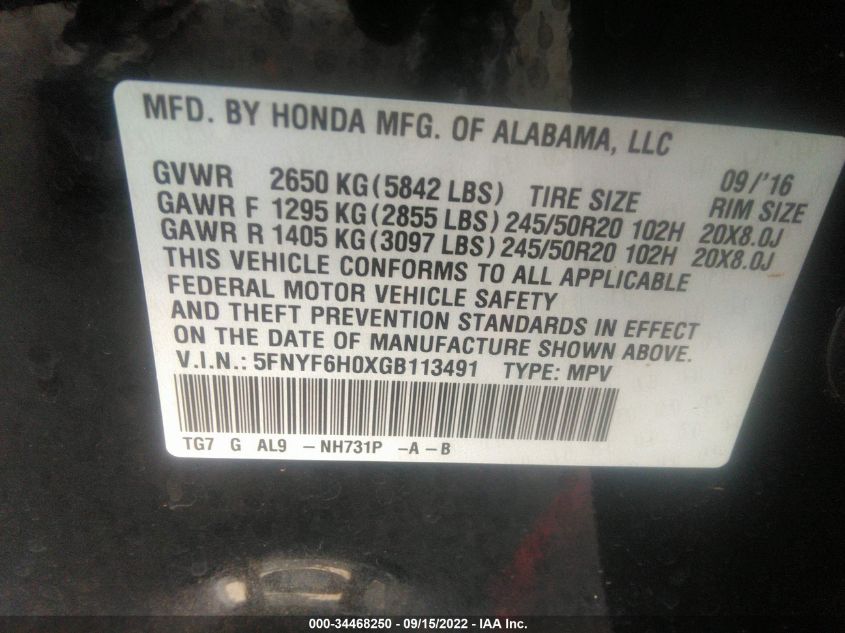 MFD. BY HONDA MFG. OF ALABAMA, LLC
09/'16
GVWR 2650 KG (5842 LBS) TIRE SIZE RIM SIZE
GAWR F 1295 KG (2855 LBS) 245/50R20 102H 20X8.0J
GAWR R 1405 KG (3097 LBS) 245/50R20 102H 20X8.0J
THIS VEHICLE CONFORMS TO ALL APPLICABLE
FEDERAL MOTOR VEHICLE SAFETY
AND THEFT PREVENTION STANDARDS IN EFFECT
ON THE DATE OF MANUFACTURE SHOWN ABOVE.
V.I.N.: 5FNYF6H0XGB113491 TYPE: MPV
TG7 G AL9 -NH731P -A-B
000-34468250 - 09/15/2022 - IAA Inc.